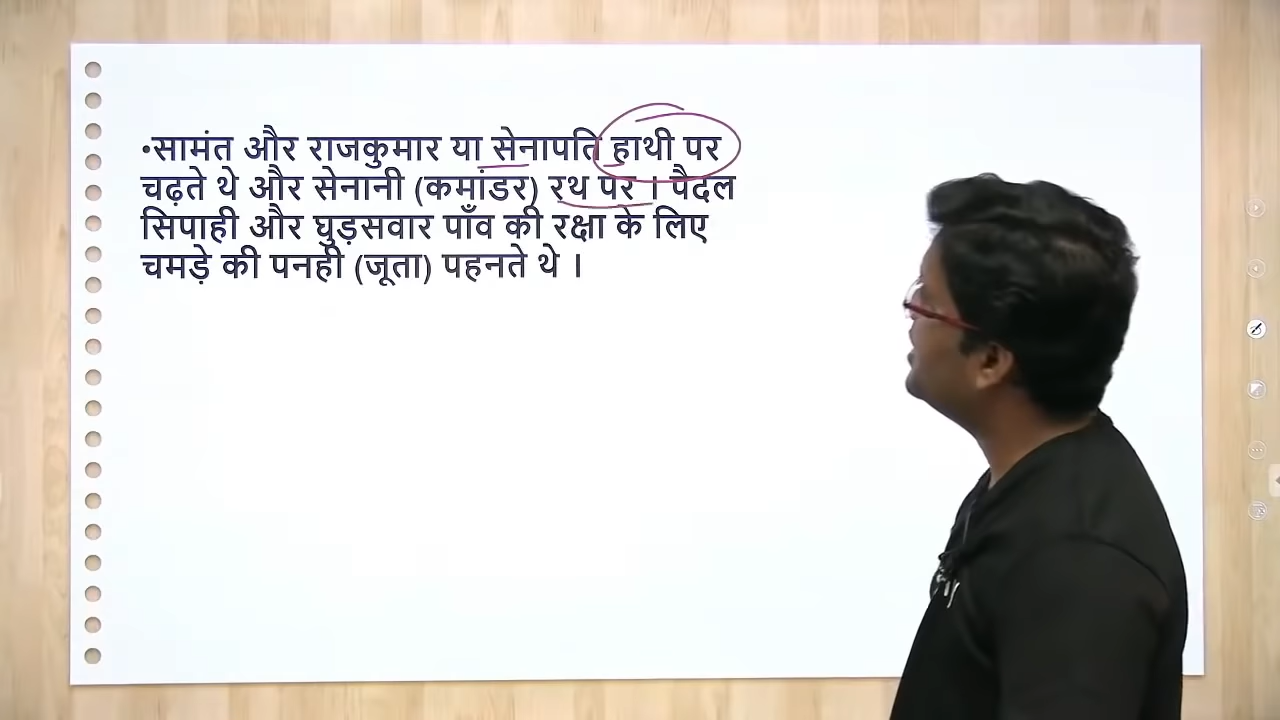 •सामंत और राजकुमार या सेनापति हाथी पर
चढ़ते थे और सेनानी (कमांडर) रथ पर । पैदल
सिपाही और घुड़सवार पाँव की रक्षा के लिए
चमड़े की पनही (जूता) पहनते थे ।